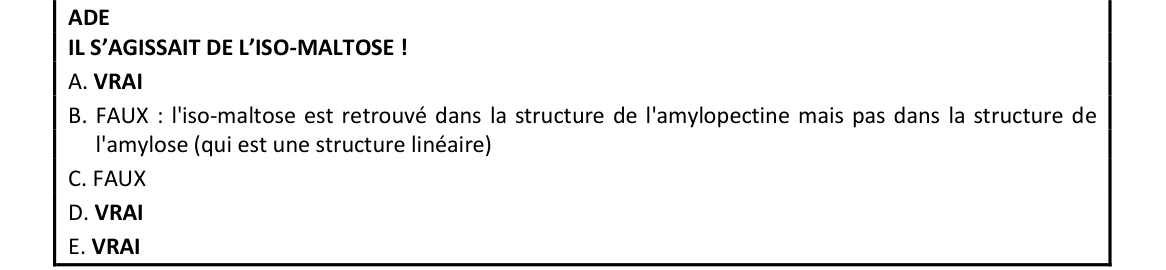 ADE
IL S’AGISSAIT DE L’ISO-MALTOSE !
A. VRAI
B. FAUX : l'iso-maltose est retrouvé dans la structure de l'amylopectine mais pas dans la structure de
l'amylose (qui est une structure linéaire)
C. FAUX
D. VRAI
E. VRAI